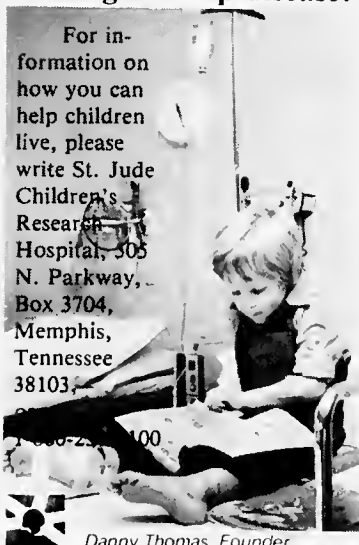 For in-
formation on
how you can
help children
live, please
write St. Jude
Children's
Research
Hospital, 505
N. Parkway,
Box 3704,
Memphis,
Tennessee
38103,
Danny Thomas, Founder